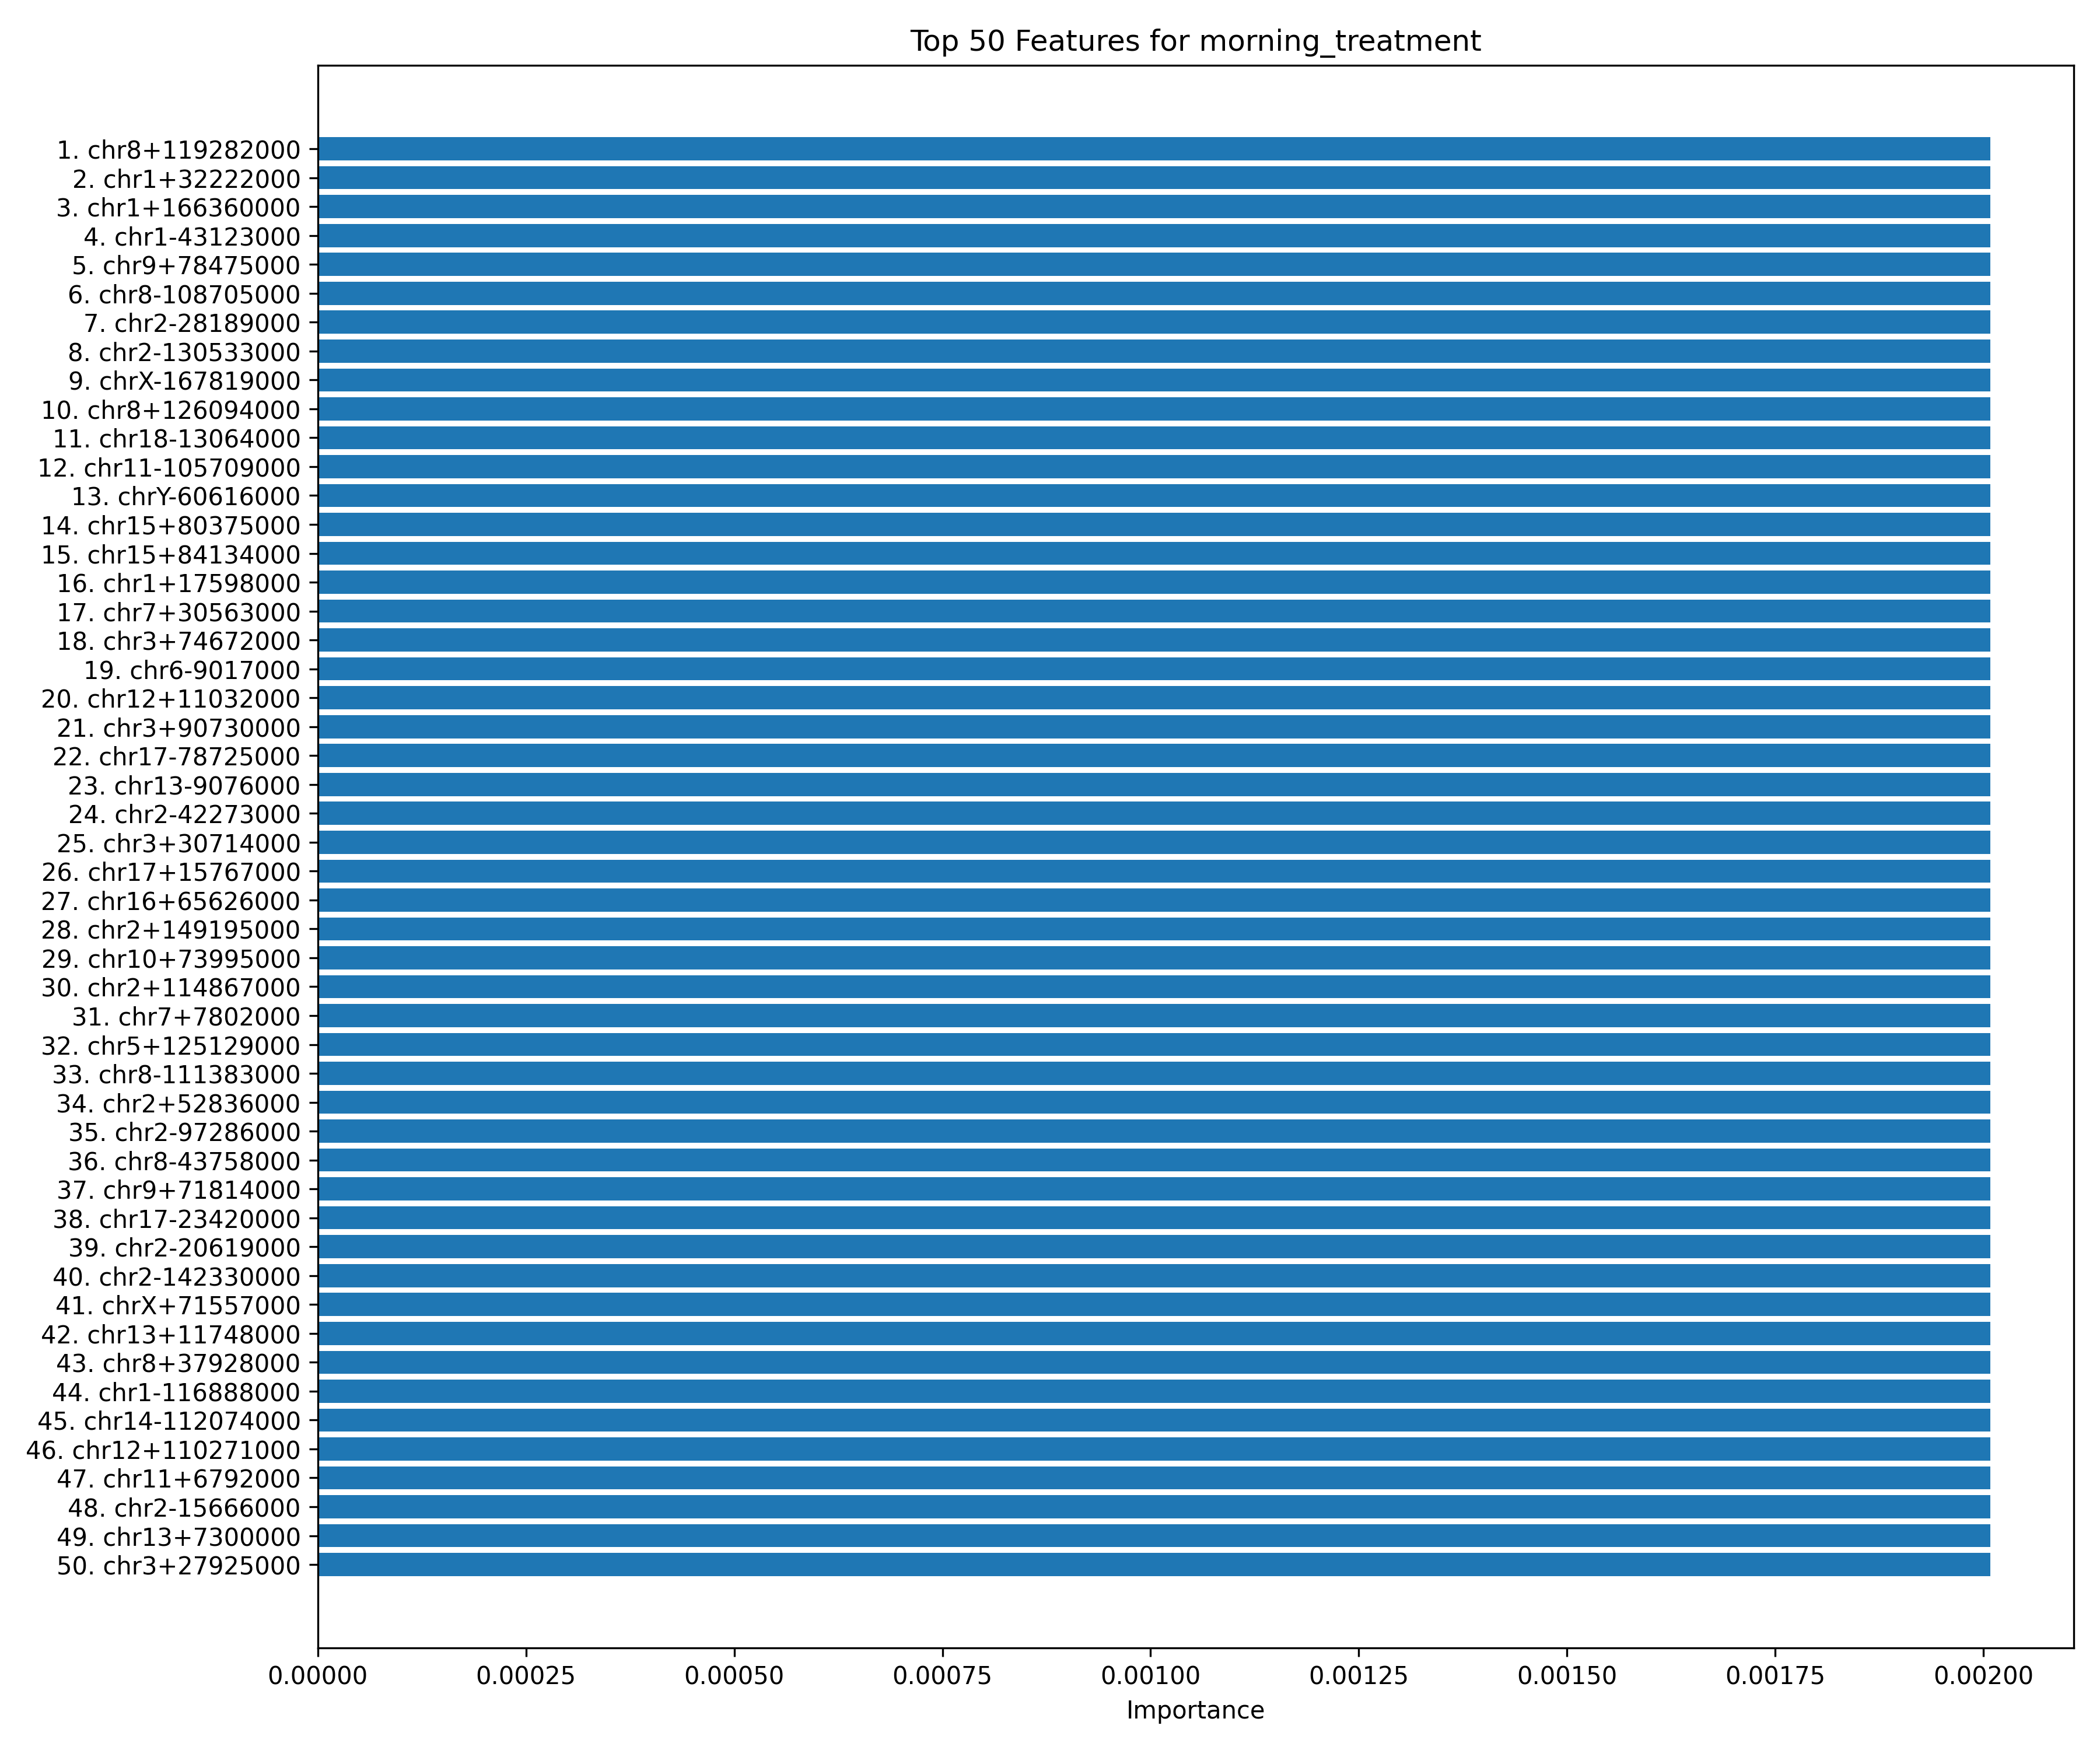 Top 50 Features for morning_treatment
1. chr8+119282000
2. chr1+32222000
3. chr1+166360000
4. chr1-43123000
5. chr9+78475000
6. chr8-108705000
7. chr2-28189000
8. chr2-130533000
9. chrX-167819000
10. chr8+126094000
11. chr18-13064000
12. chr11-105709000
13. chrY-60616000
14. chr15+80375000
15. chr15+84134000
16. chr1+17598000
17. chr7+30563000
18. chr3+74672000
19. chr6-9017000
20. chr12+11032000
21. chr3+90730000
22. chr17-78725000
23. chr13-9076000
24. chr2-42273000
25. chr3+30714000
26. chr17+15767000
27. chr16+65626000
28. chr2+149195000
29. chr10+73995000
30. chr2+114867000
31. chr7+7802000
32. chr5+125129000
33. chr8-111383000
34. chr2+52836000
35. chr2-97286000
36. chr8-43758000
37. chr9+71814000
38. chr17-23420000
39. chr2-20619000
40. chr2-142330000
41. chrX+71557000
42. chr13+11748000
43. chr8+37928000
44. chr1-116888000
45. chr14-112074000
46. chr12+110271000
47. chr11+6792000
48. chr2-15666000
49. chr13+7300000
50. chr3+27925000
0.00000 0.00025 0.00050 0.00075 0.00100 0.00125 0.00150 0.00175 0.00200
Importance